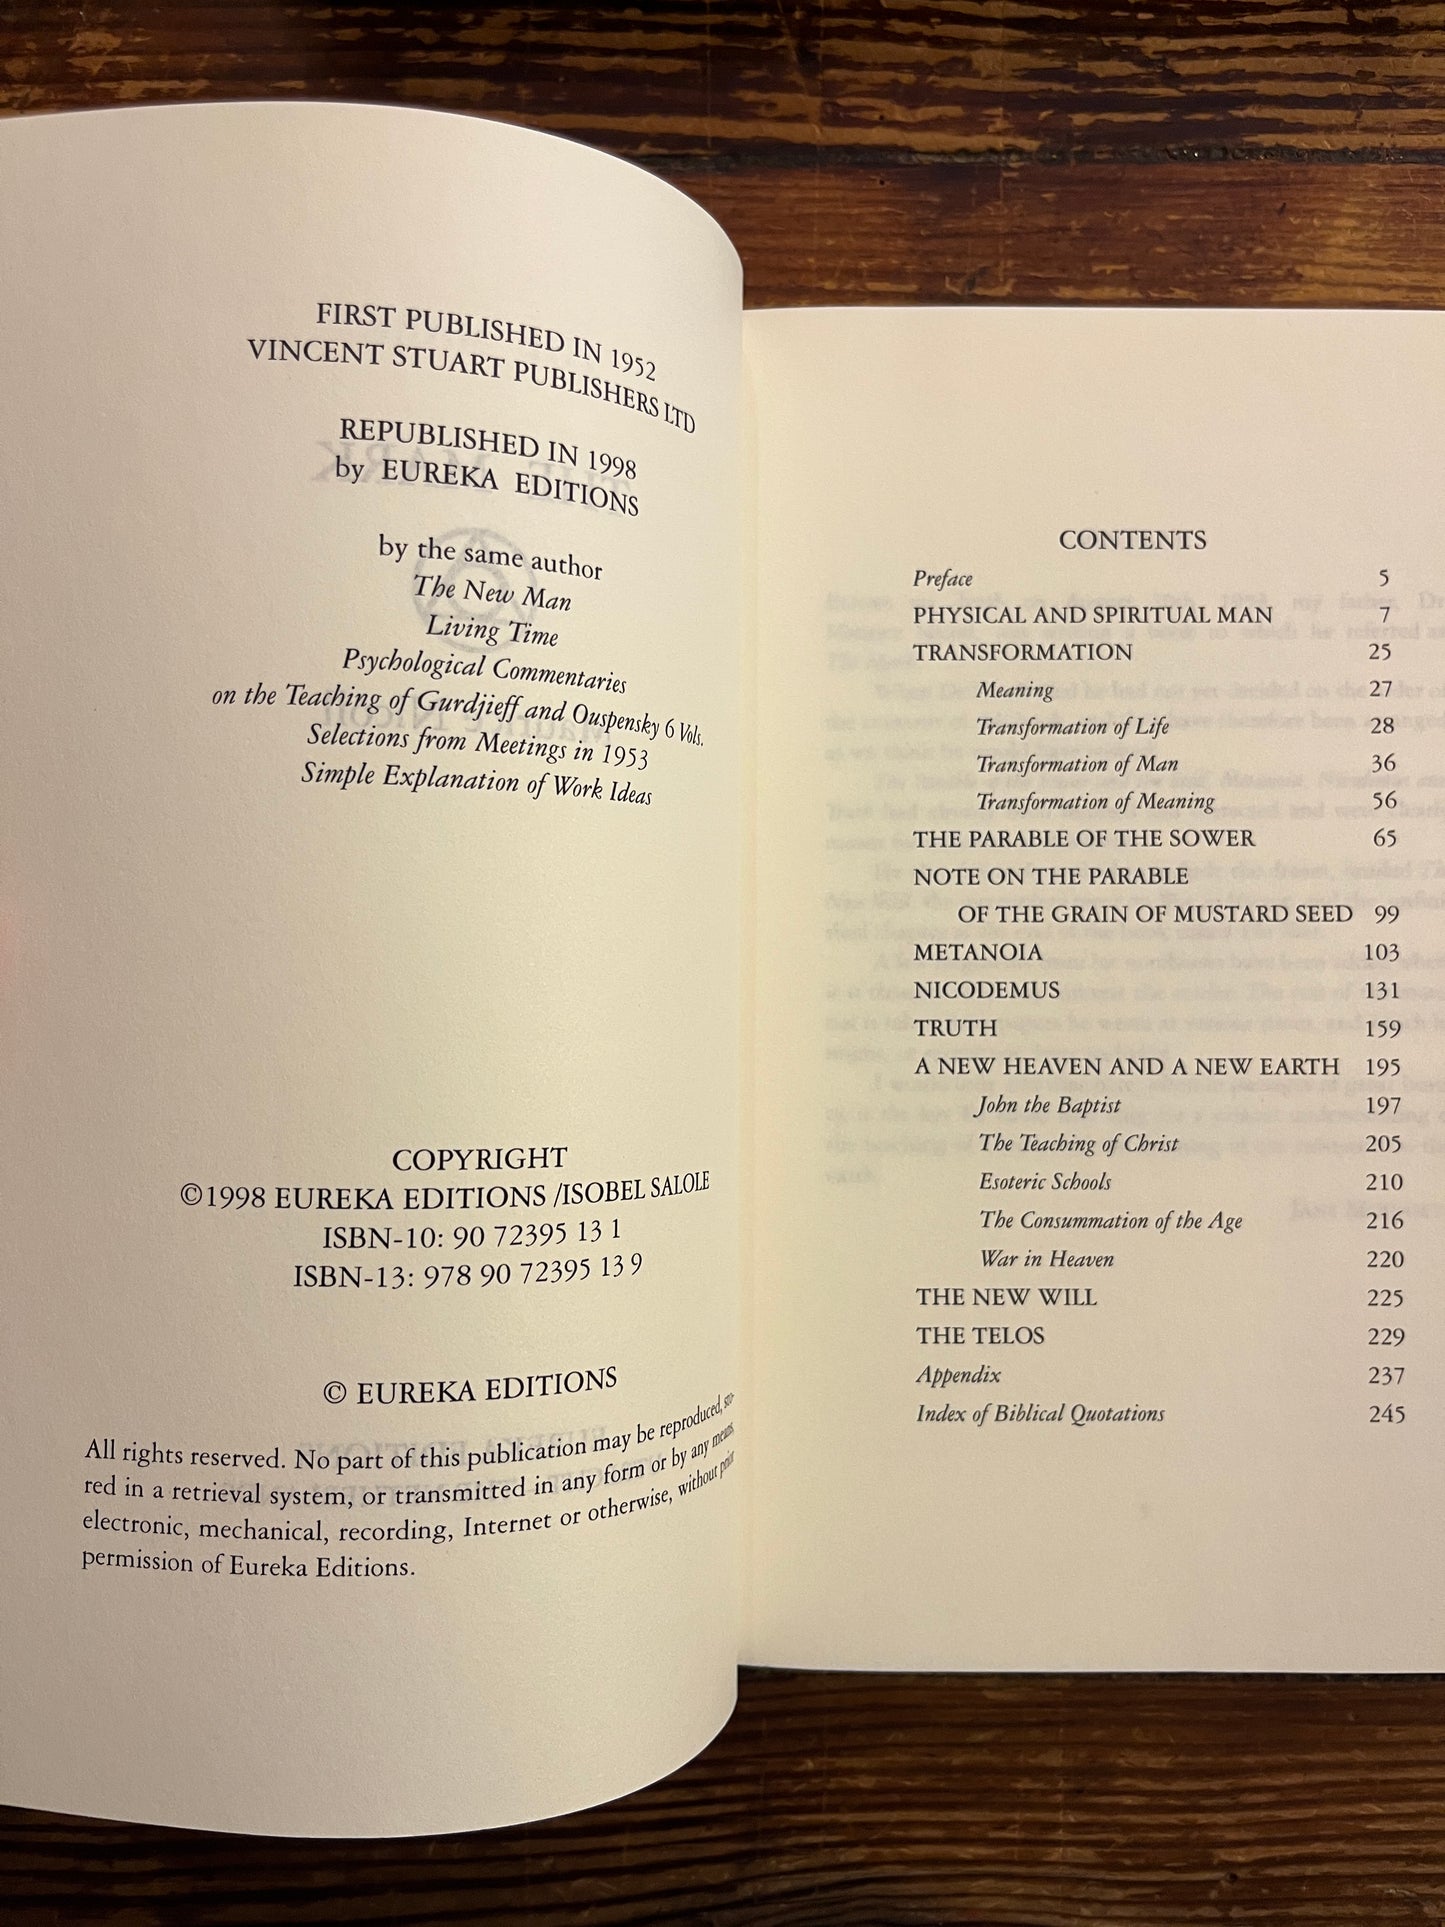 FIRST PUBLISHED IN 1952
VINCENT STUART PUBLISHERS LTD
REPUBLISHED IN 1998
by EUREKA EDITIONS
by the same author
The New Man
Living Time
Psychological Commentaries
on the Teaching of Gurdjieff and Ouspensky 6 Vols.
Selections from Meetings in 1953
Simple Explanation of Work Ideas
COPYRIGHT
©1998 EUREKA EDITIONS /ISOBEL SALOLE
ISBN-10: 90 72395 13 1
ISBN-13: 978 90 72395 13 9
© EUREKA EDITIONS
All rights reserved. No part of this publication may be reproduced, sto-
red in a retrieval system, or transmitted in any form or by any means,
electronic, mechanical, recording, Internet or otherwise, without prior
permission of Eureka Editions.
CONTENTS
Preface 5
PHYSICAL AND SPIRITUAL MAN 7
TRANSFORMATION 25
Meaning 27
Transformation of Life 28
Transformation of Man 36
Transformation of Meaning 56
THE PARABLE OF THE SOWER 65
NOTE ON THE PARABLE
OF THE GRAIN OF MUSTARD SEED 99
METANOIA 103
NICODEMUS 131
TRUTH 159
A NEW HEAVEN AND A NEW EARTH 195
John the Baptist 197
The Teaching of Christ 205
Esoteric Schools 210
The Consummation of the Age 216
War in Heaven 220
THE NEW WILL 225
THE TELOS 229
Appendix 237
Index of Biblical Quotations 245